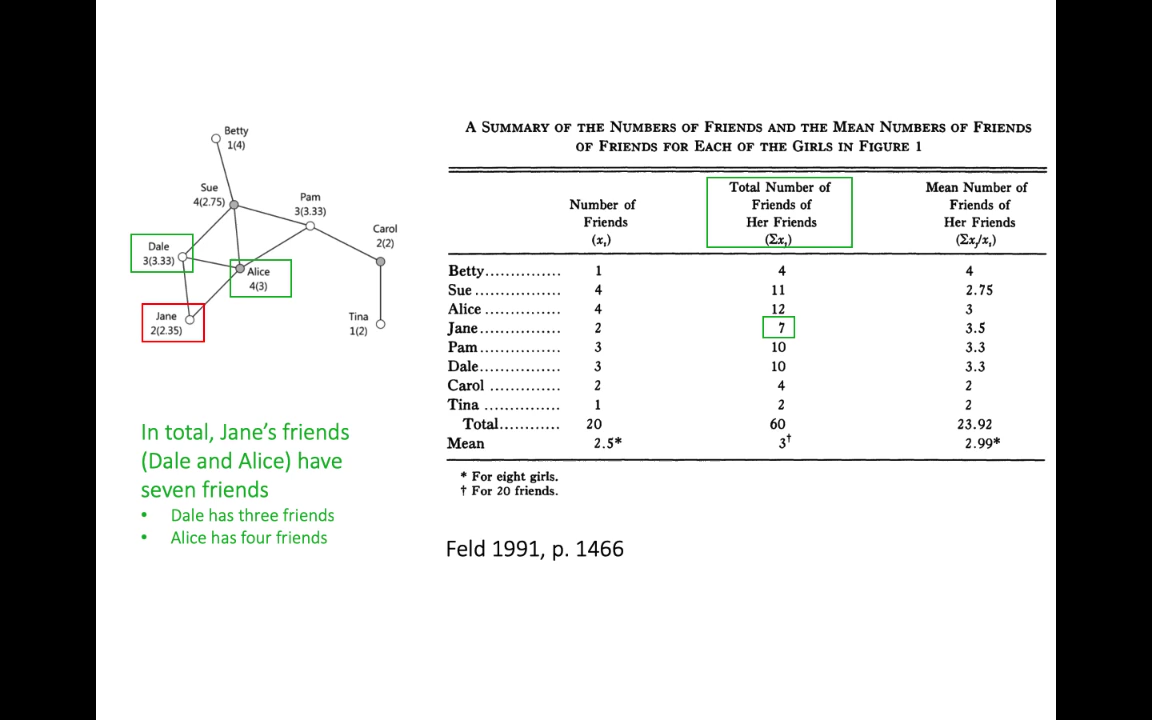 Betty
1(4)
Sue
4(2.75)
Pam
3(3.33)
Carol
2(2)
Dale
3(3.33)
Alice
4(3)
Jane
2(2.35)
Tina
1(2)
In total, Jane's friends
(Dale and Alice) have
seven friends
• Dale has three friends
• Alice has four friends
A SUMMARY OF THE NUMBERS OF FRIENDS AND THE MEAN NUMBERS OF FRIENDS
OF FRIENDS FOR EACH OF THE GIRLS IN FIGURE 1
Number of
Friends
(xᵢ)
Total Number of
Friends of
Her Friends
(Σxᵢ)
Mean Number of
Friends of
Her Friends
(Σxᵢ/xᵢ)
Betty............... 1 4 4
Sue ................ 4 11 2.75
Alice ............... 4 12 3
Jane................ 2 7 3.5
Pam................ 3 10 3.3
Dale................ 3 10 3.3
Carol .............. 2 4 2
Tina ............... 1 2 2
Total............ 20 60 23.92
Mean 2.5* 3† 2.99*
* For eight girls.
† For 20 friends.
Feld 1991, p. 1466